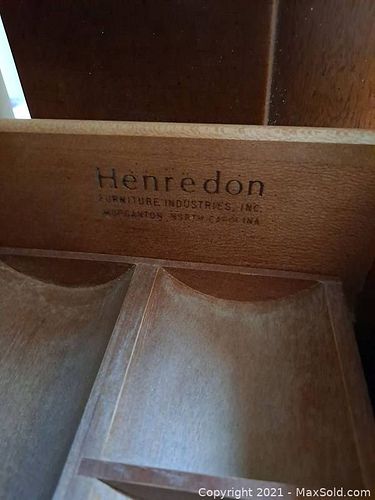 Henredon
FURNITURE INDUSTRIES, INC.
MORGANTON, NORTH CAROLINA
Copyright © 2021 - MaxSold.com